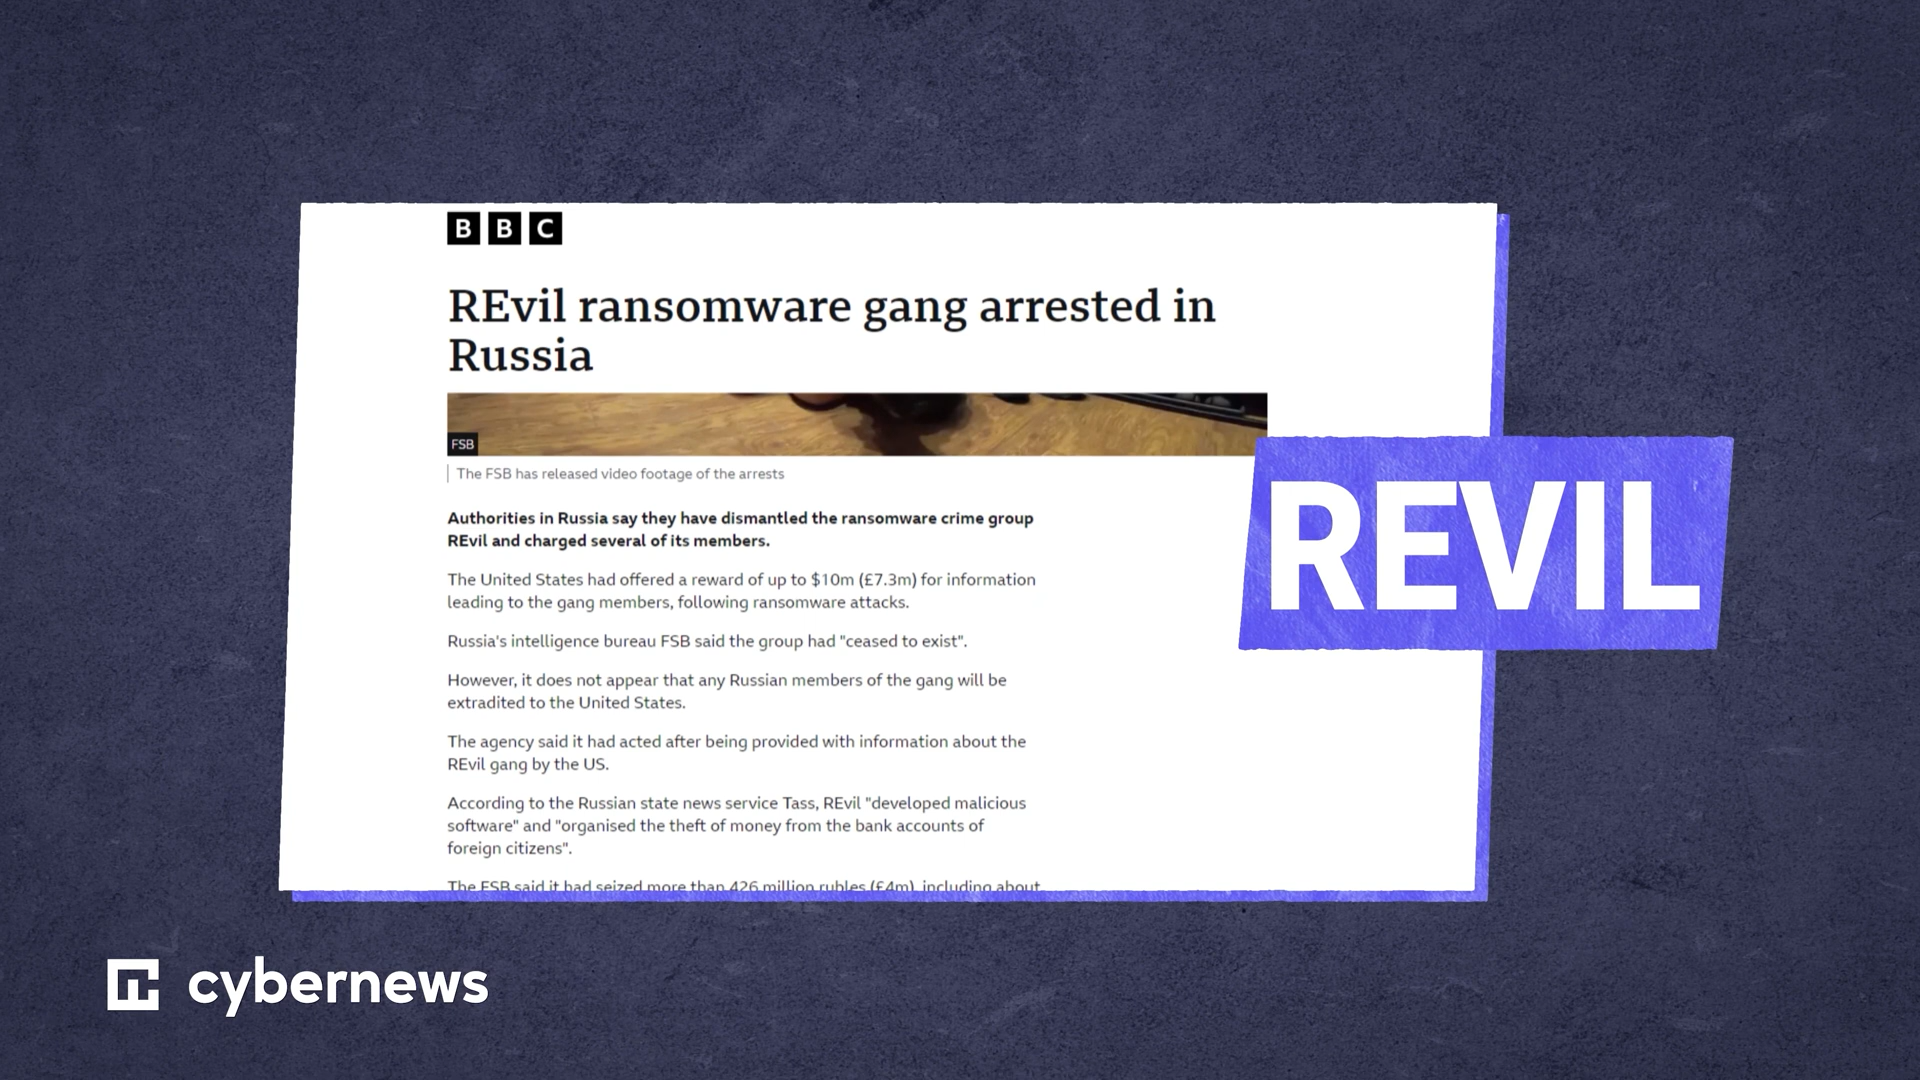 BBC
REvil ransomware gang arrested in
Russia
FSB
The FSB has released video footage of the arrests
Authorities in Russia say they have dismantled the ransomware crime group
REvil and charged several of its members.
The United States had offered a reward of up to $10m (£7.3m) for information
leading to the gang members, following ransomware attacks.
Russia's intelligence bureau FSB said the group had "ceased to exist".
However, it does not appear that any Russian members of the gang will be
extradited to the United States.
The agency said it had acted after being provided with information about the
REvil gang by the US.
According to the Russian state news service Tass, REvil "developed malicious
software" and "organised the theft of money from the bank accounts of
foreign citizens".
The FSB said it had seized more than 426 million rubles (£4m), including about
REVIL
cybernews